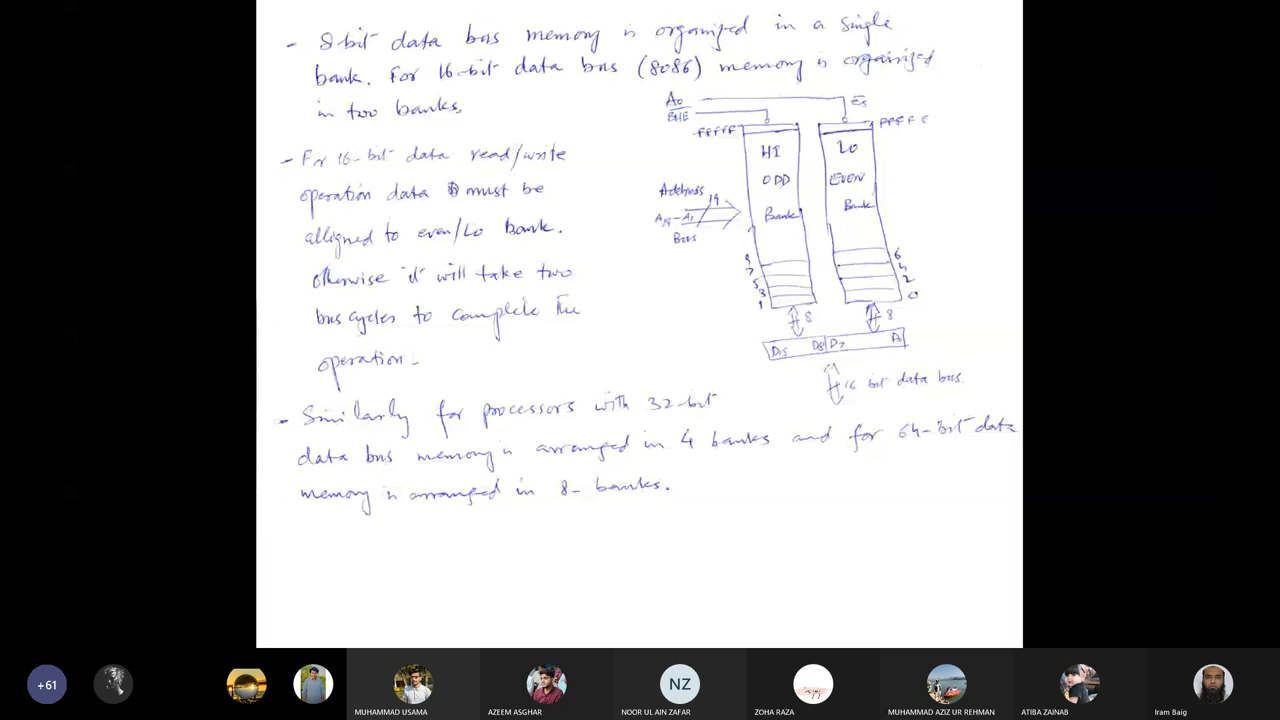 - 8 bit data bus memory is organized in a single
bank. For 16-bit data bus (8086) memory is organized
in two banks.
A0
BHE
FFFFF
FFFFE
HI
ODD
Bank
LO
EVEN
Bank
- For 16-bit data read/write
operation data must be
alligned to even/Lo Bank.
otherwise it will take two
bus cycles to complete the
operation -
Address
19
A19-A1
Bus
9
7
5
3
1
6
4
2
0
8
8
D15 D8 D7 D0
16 bit data bus.
- Similarly for processors with 32-bit
data bus memory is arranged in 4 banks and for 64-bit data
memory is arranged in 8- banks.
+61
NZ
MUHAMMAD USAMA
AZEEM ASGHAR
NOOR UL AIN ZAFAR
ZOHA RAZA
MUHAMMAD AZIZ UR REHMAN
ATIBA ZAINAB
Iram Baig